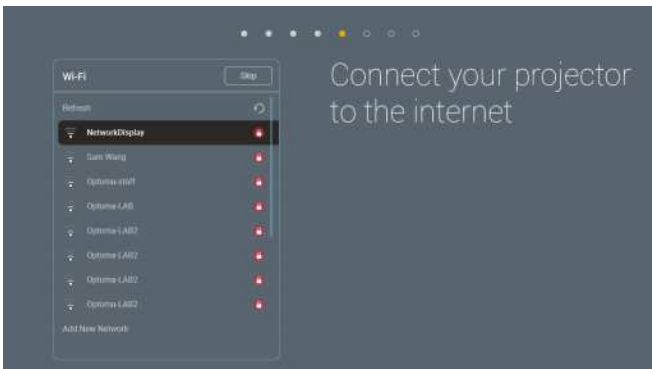 Wi-Fi
Skip
Connect your projector
to the internet
Refresh
NetworkDisplay
Sam Wang
Optoma-staff
Optoma-LAB
Optoma-LAB2
Optoma-LAB2
Optoma-LAB2
Optoma-LAB2
Add New Network